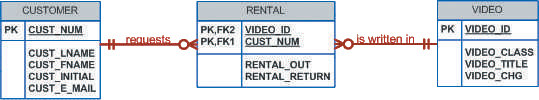 CUSTOMER
PK CUST_NUM
CUST_LNAME
CUST_FNAME
CUST_INITIAL
CUST_E_MAIL
requests
RENTAL
PK,FK2 VIDEO_ID
PK,FK1 CUST_NUM
RENTAL_OUT
RENTAL_RETURN
is written in
VIDEO
PK VIDEO_ID
VIDEO_CLASS
VIDEO_TITLE
VIDEO_CHG